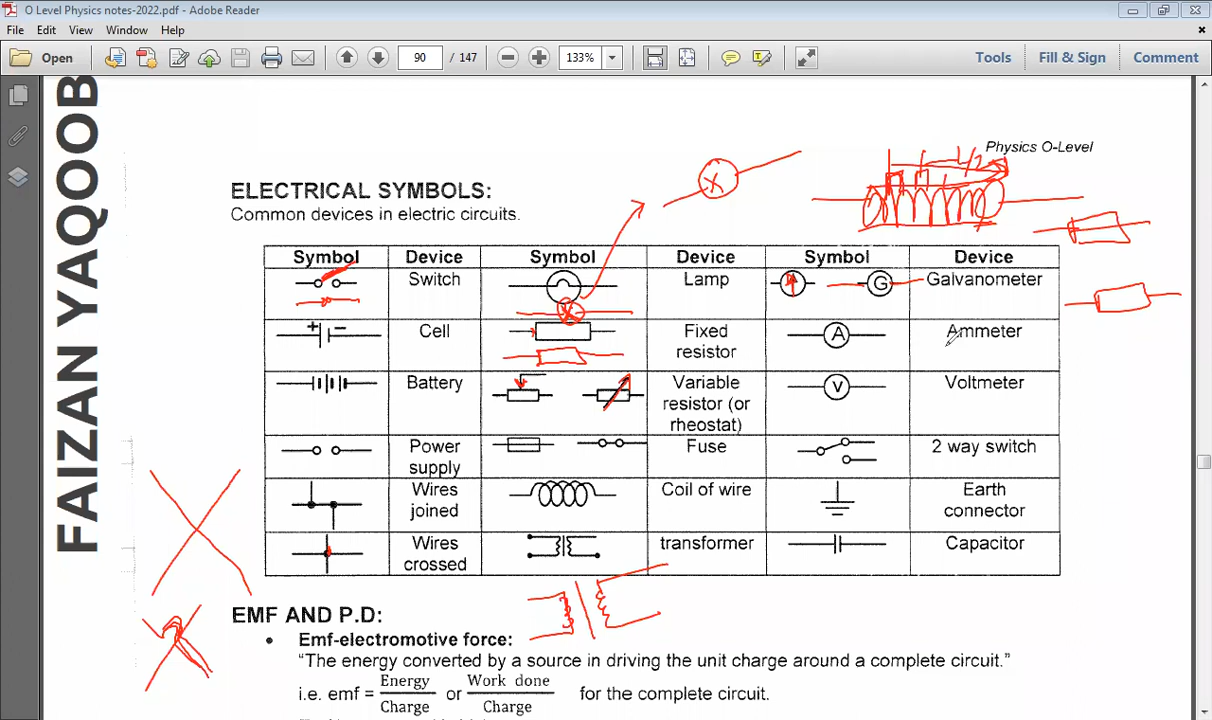 O Level Physics notes-2022.pdf - Adobe Reader
File Edit View Window Help
Open 90 / 147 133% Tools Fill & Sign Comment
FAIZAN YAQOOB
Physics O-Level
ELECTRICAL SYMBOLS:
Common devices in electric circuits.
Symbol Device Symbol Device Symbol Device
Switch Lamp G Galvanometer
+ - Cell Fixed resistor A Ammeter
Battery Variable resistor (or rheostat) V Voltmeter
Power supply Fuse 2 way switch
Wires joined Coil of wire Earth connector
Wires crossed transformer Capacitor
EMF AND P.D:
• Emf-electromotive force:
“The energy converted by a source in driving the unit charge around a complete circuit.”
i.e. emf = Energy/Charge or Work done/Charge for the complete circuit.